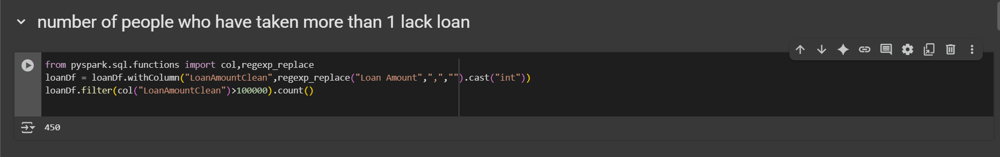 number of people who have taken more than 1 lack loan
from pyspark.sql.functions import col,regexp_replace
loanDf = loanDf.withColumn("LoanAmountClean",regexp_replace("Loan Amount",",","").cast("int"))
loanDf.filter(col("LoanAmountClean")>100000).count()
450